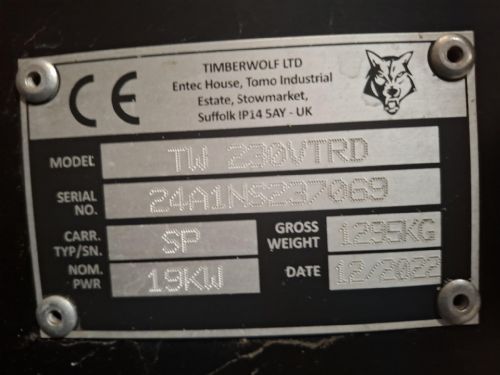 CE
TIMBERWOLF LTD
Entec House, Tomo Industrial
Estate, Stowmarket,
Suffolk IP14 5AY - UK
MODEL TW 230VTRD
SERIAL NO. 24A1NS237069
CARR. TYP/SN. SP
GROSS WEIGHT 1295KG
NOM. PWR 19KW
DATE 12/2022